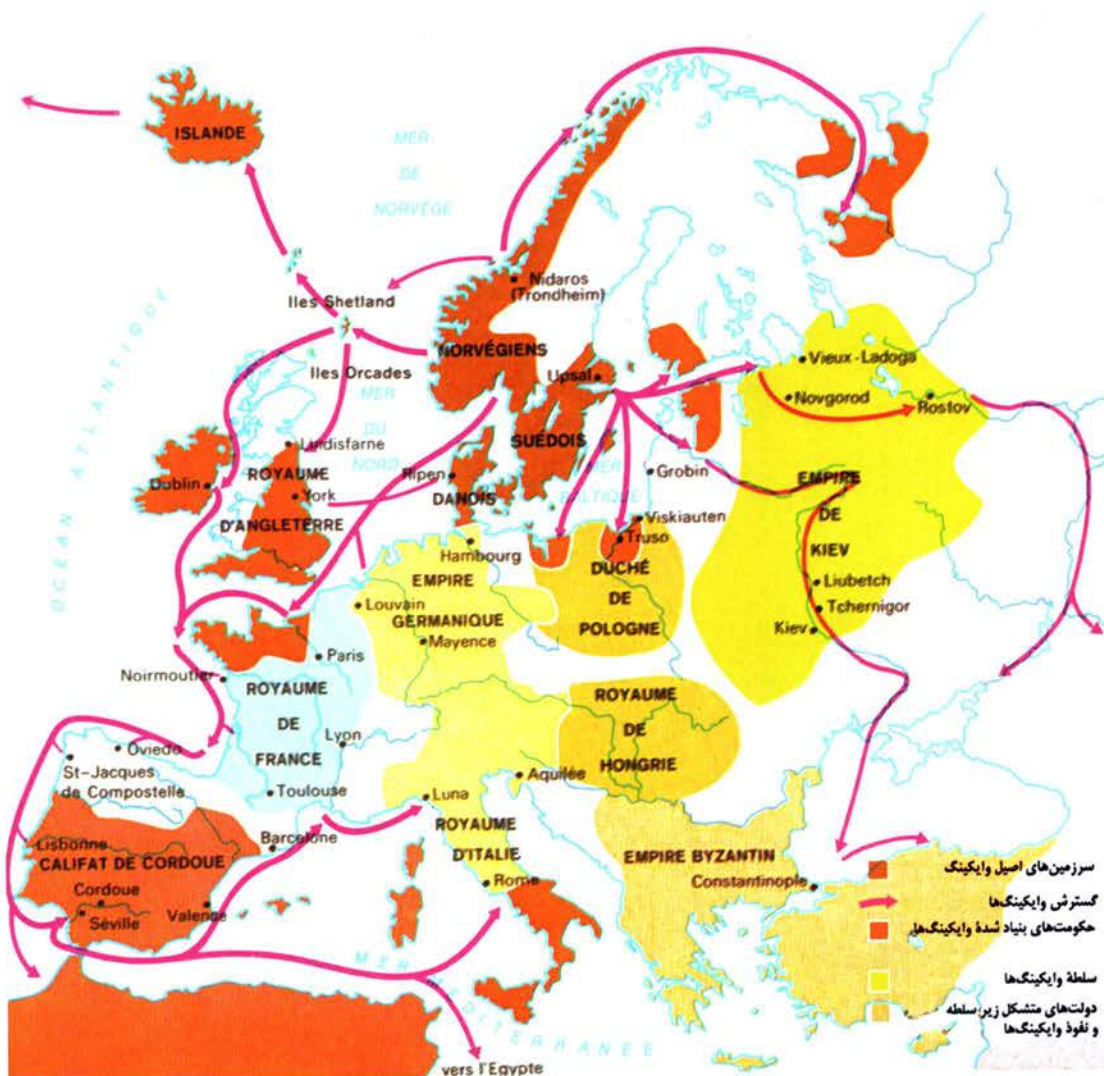 ISLANDE
MER
DE
NORVÉGE
OCÉAN ATLANTIQUE
Iles Shetland
Nidaros
(Trondheim)
NORVÉGIENS
Iles Orcades
Upsal
Vieux-Ladoga
Novgorod
Rostov
MER
DU
NORD
Lindisfarne
SUÉDOIS
Dublin
ROYAUME
York
D'ANGLETERRE
Ripen
DANOIS
MER
BALTIQUE
Grobin
EMPIRE
DE
KIEV
Viskiauten
Truso
Hambourg
DUCHÉ
DE
POLOGNE
Liubetch
Tchernigor
Kiev
EMPIRE
GERMANIQUE
Louvain
Mayence
Paris
Noirmoutier
ROYAUME
DE
FRANCE
Lyon
ROYAUME
DE
HONGRIE
Oviedo
St-Jacques
de Compostelle
Toulouse
Aquilée
Luna
ROYAUME
D'ITALIE
Barcelone
Lisbonne
CALIFAT DE CORDOUE
Cordoue
Séville
Valence
Rome
EMPIRE BYZANTIN
Constantinople
MER MÉDITERRANÉE
vers l'Egypte
سرزمین‌های اصیل وایکینگ
گسترش وایکینگ‌ها
حکومت‌های بنیاد شدهٔ وایکینگ‌ها
سلطهٔ وایکینگ‌ها
دولت‌های متشکل زیر سلطه
و نفوذ وایکینگ‌ها